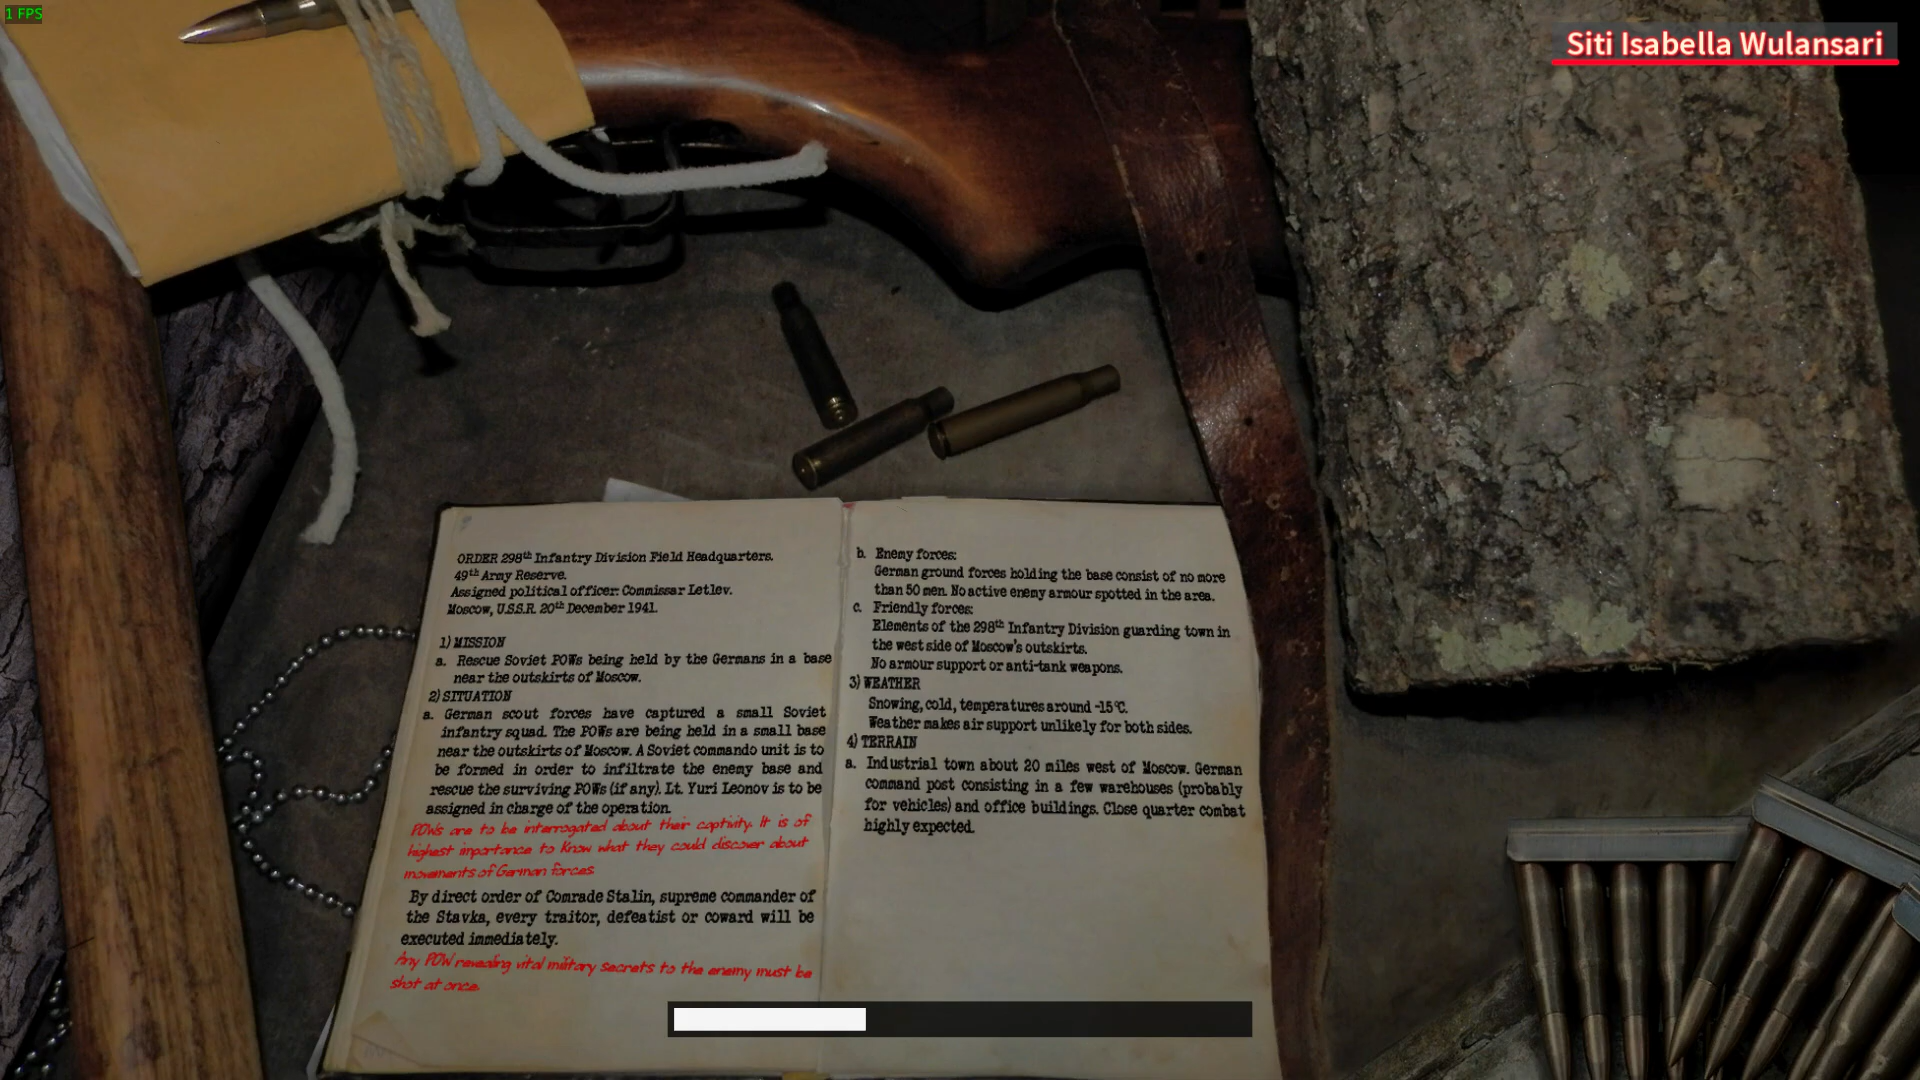 1 FPS
Siti Isabella Wulansari
ORDER 298th Infantry Division Field Headquarters.
49th Army Reserve.
Assigned political officer: Commissar Letlev.
Moscow, U.S.S.R. 20th December 1941.
1) MISSION
a. Rescue Soviet POWs being held by the Germans in a base
near the outskirts of Moscow.
2) SITUATION
a. German scout forces have captured a small Soviet
infantry squad. The POWs are being held in a small base
near the outskirts of Moscow. A Soviet commando unit is to
be formed in order to infiltrate the enemy base and
rescue the surviving POWs (if any). Lt. Yuri Leonov is to be
assigned in charge of the operation.
POWs are to be interrogated about their captivity. It is of
highest importance to know what they could discover about
movements of German forces.
By direct order of Comrade Stalin, supreme commander of
the Stavka, every traitor, defeatist or coward will be
executed immediately.
Any POW revealing vital military secrets to the enemy must be
shot at once.
b. Enemy forces:
German ground forces holding the base consist of no more
than 50 men. No active enemy armour spotted in the area.
c. Friendly forces:
Elements of the 298th Infantry Division guarding town in
the west side of Moscow's outskirts.
No armour support or anti-tank weapons.
3) WEATHER
Snowing, cold, temperatures around -15ºC.
Weather makes air support unlikely for both sides.
4) TERRAIN
a. Industrial town about 20 miles west of Moscow. German
command post consisting in a few warehouses (probably
for vehicles) and office buildings. Close quarter combat
highly expected.